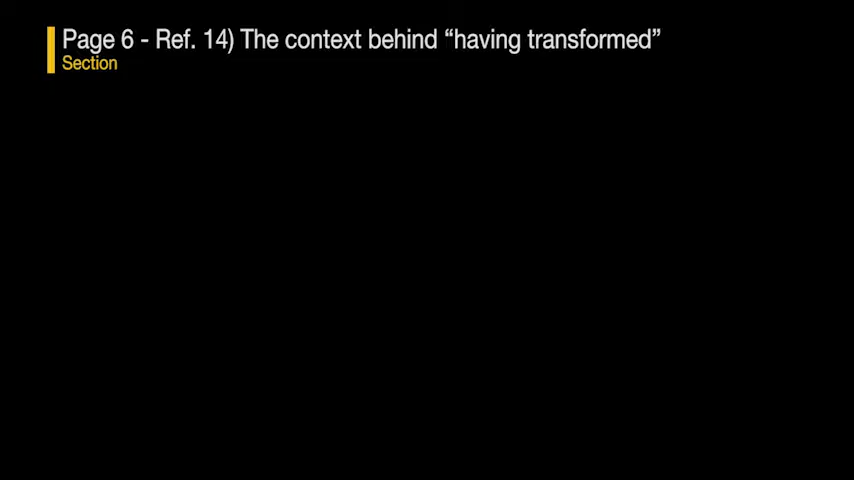 Page 6 - Ref. 14) The context behind “having transformed”
Section